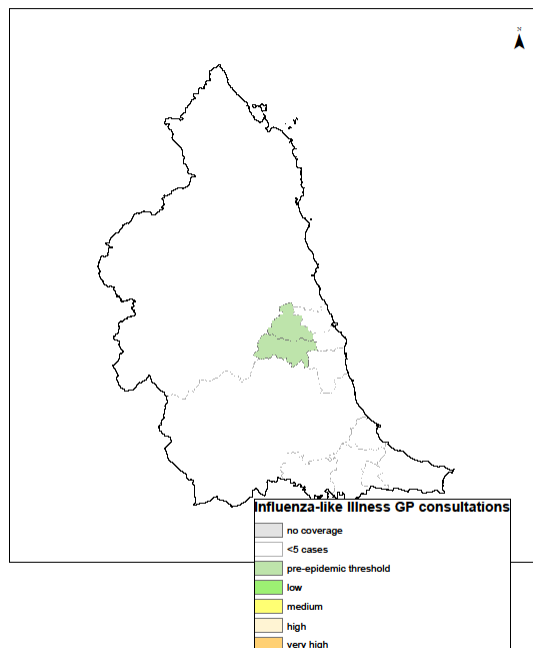 N
Influenza-like Illness GP consultations
no coverage
<5 cases
pre-epidemic threshold
low
medium
high
very high